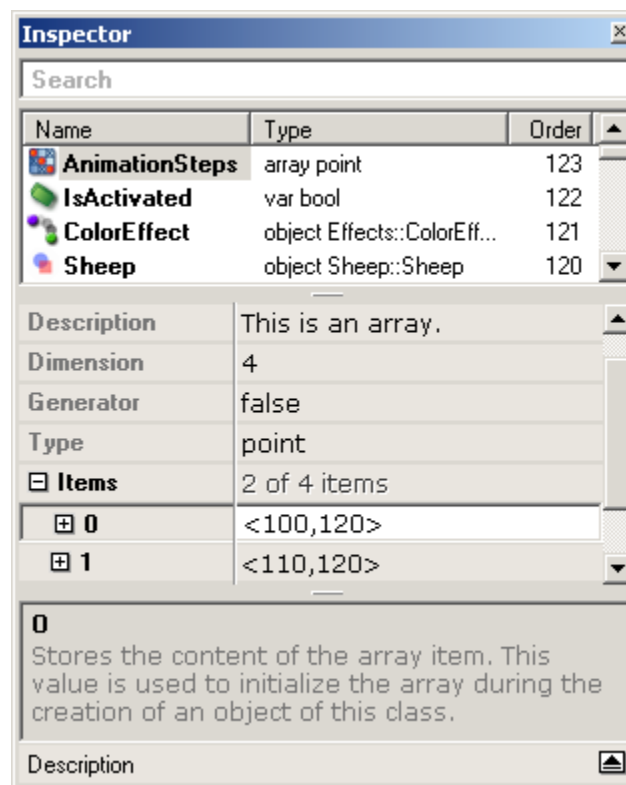 Inspector
Search
Name Type Order
AnimationSteps array point 123
IsActivated var bool 122
ColorEffect object Effects::ColorEff... 121
Sheep object Sheep::Sheep 120
Description This is an array.
Dimension 4
Generator false
Type point
Items 2 of 4 items
0 <100,120>
1 <110,120>
0
Stores the content of the array item. This
value is used to initialize the array during the
creation of an object of this class.
Description